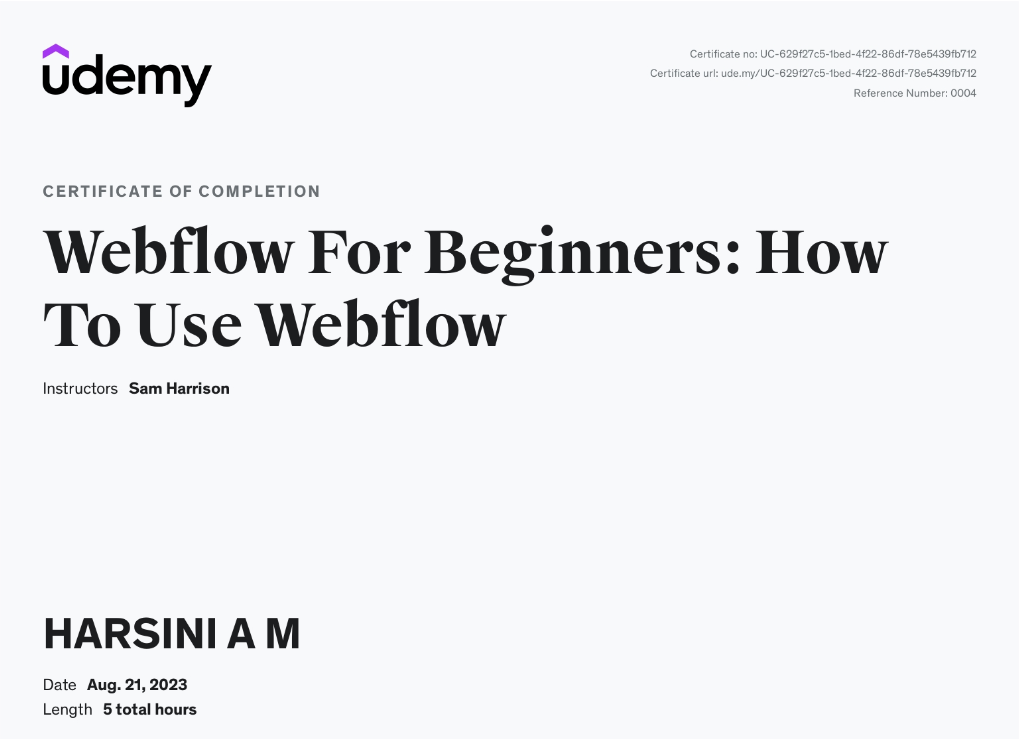 udemy
Certificate no: UC-629f27c5-1bed-4f22-86df-78e5439fb712
Certificate url: ude.my/UC-629f27c5-1bed-4f22-86df-78e5439fb712
Reference Number: 0004
CERTIFICATE OF COMPLETION
Webflow For Beginners: How
To Use Webflow
Instructors Sam Harrison
HARSINI A M
Date Aug. 21, 2023
Length 5 total hours